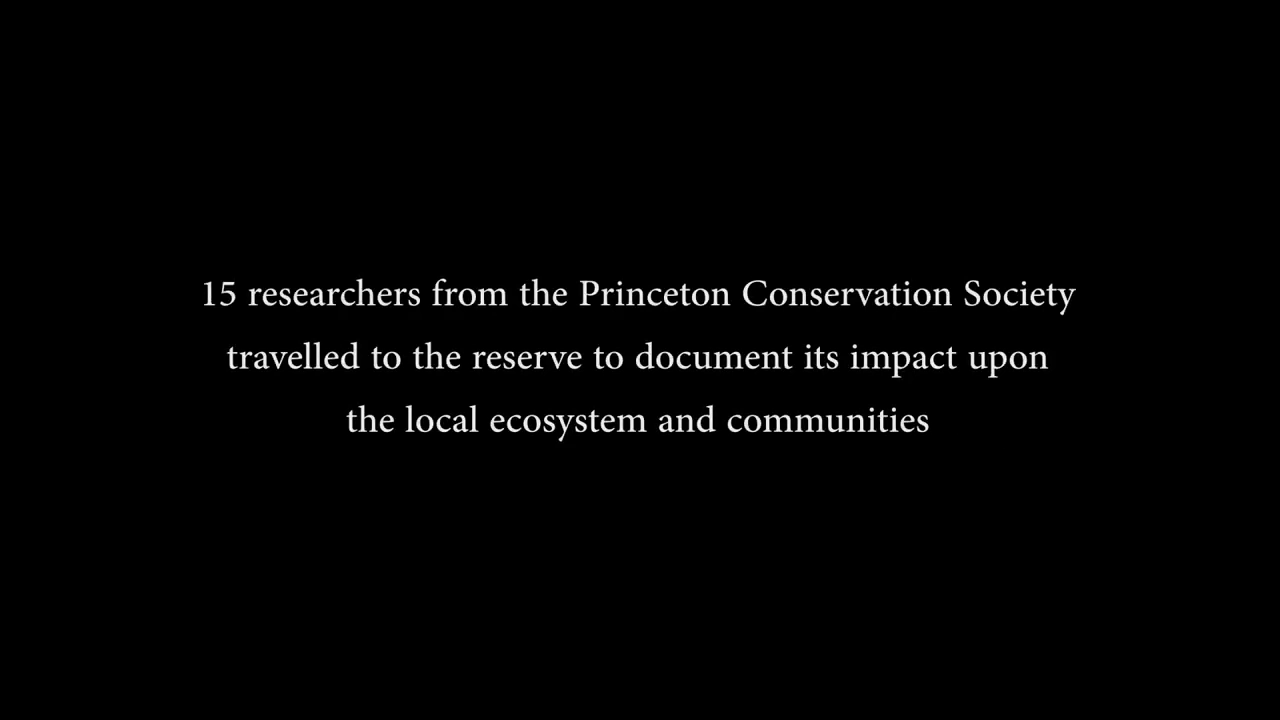 15 researchers from the Princeton Conservation Society
travelled to the reserve to document its impact upon
the local ecosystem and communities